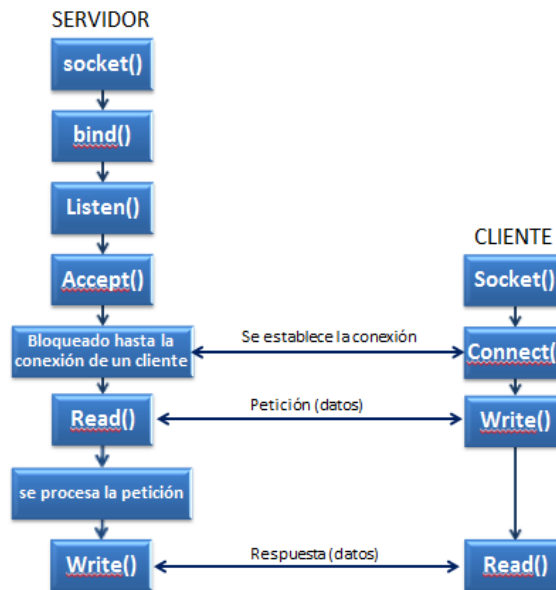 SERVIDOR
socket()
bind()
Listen()
Accept()
Bloqueado hasta la
conexión de un cliente
Read()
se procesa la petición
Write()
CLIENTE
Socket()
Connect(
Write()
Read()
Se establece la conexión
Petición (datos)
Respuesta (datos)